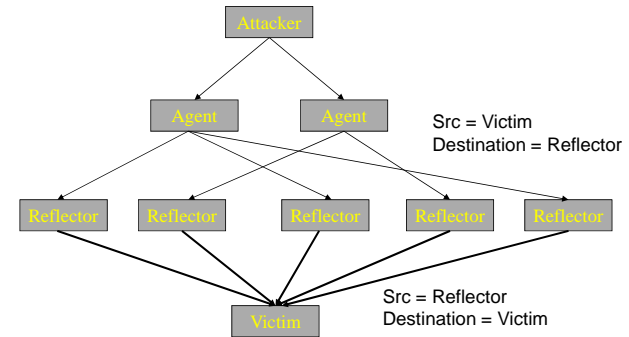 Attacker
Agent Agent
Src = Victim
Destination = Reflector
Reflector Reflector Reflector Reflector Reflector
Src = Reflector
Destination = Victim
Victim